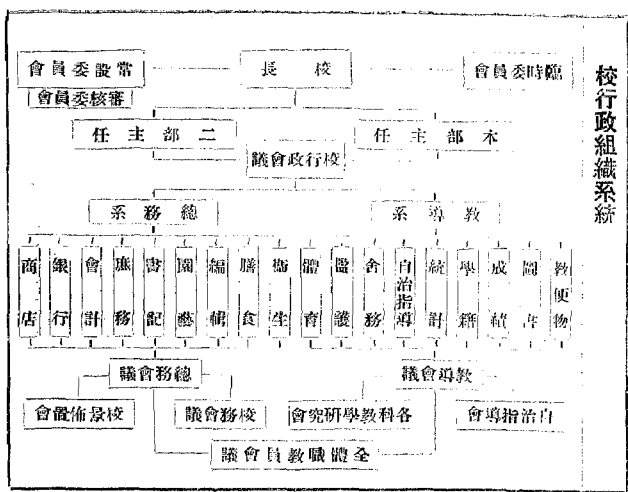 校行政組織系統
臨時委員會
校長
常設委員會
審核委員會
本部主任
二部主任
校行政會議
教導系
總務系
教便物
圖書
成績
學籍
統計
自治指導
舍務
監護
體育
衛生
膳食
編輯
園藝
書記
庶務
會計
銀行
商店
教導會議
總務會議
自治指導會
各科教學研究會
校務會議
校景佈置會
全體職教員會議